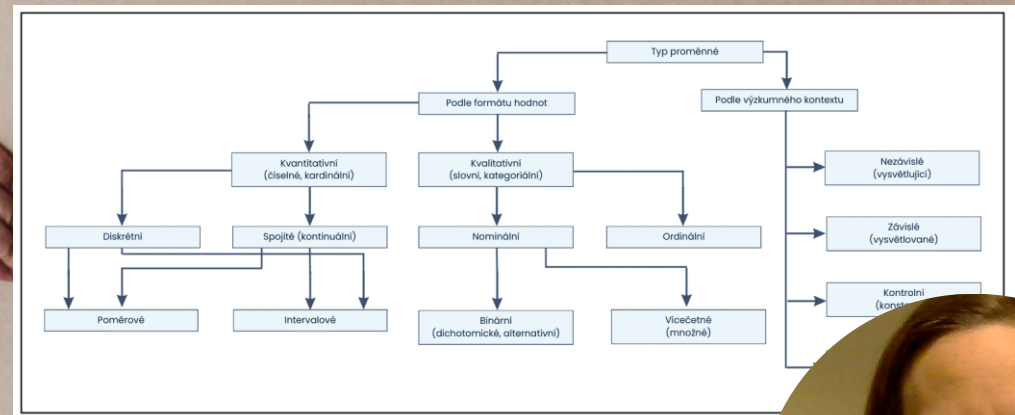 Typ proměnné
Podle formátu hodnot
Podle výzkumného kontextu
Kvantitativní
(číselné, kardinální)
Kvalitativní
(slovní, kategoriální)
Nezávislé
(vysvětlující)
Diskrétní
Spojité (kontinuální)
Nominální
Ordinální
Závislé
(vysvětlované)
Kontrolní
Poměrové
Intervalové
Binární
(dichotomické, alternativní)
Vícečetné
(množné)